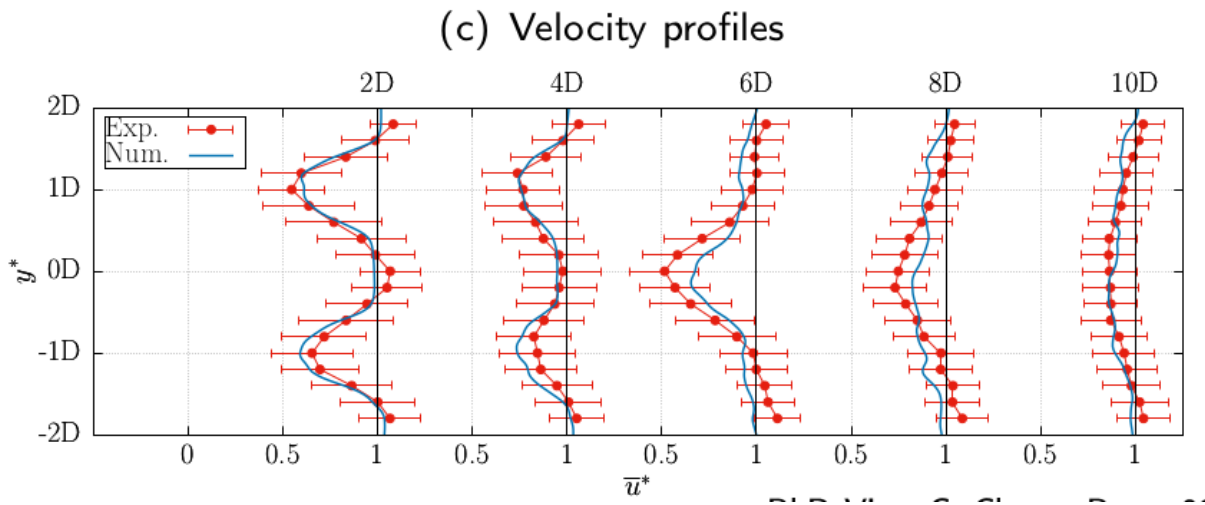 (c) Velocity profiles
2D 4D 6D 8D 10D
2D
Exp.
Num.
1D
0D
-1D
-2D
y*
0 0.5 1 0.5 1 0.5 1 0.5 1 0.5 1
u̅*